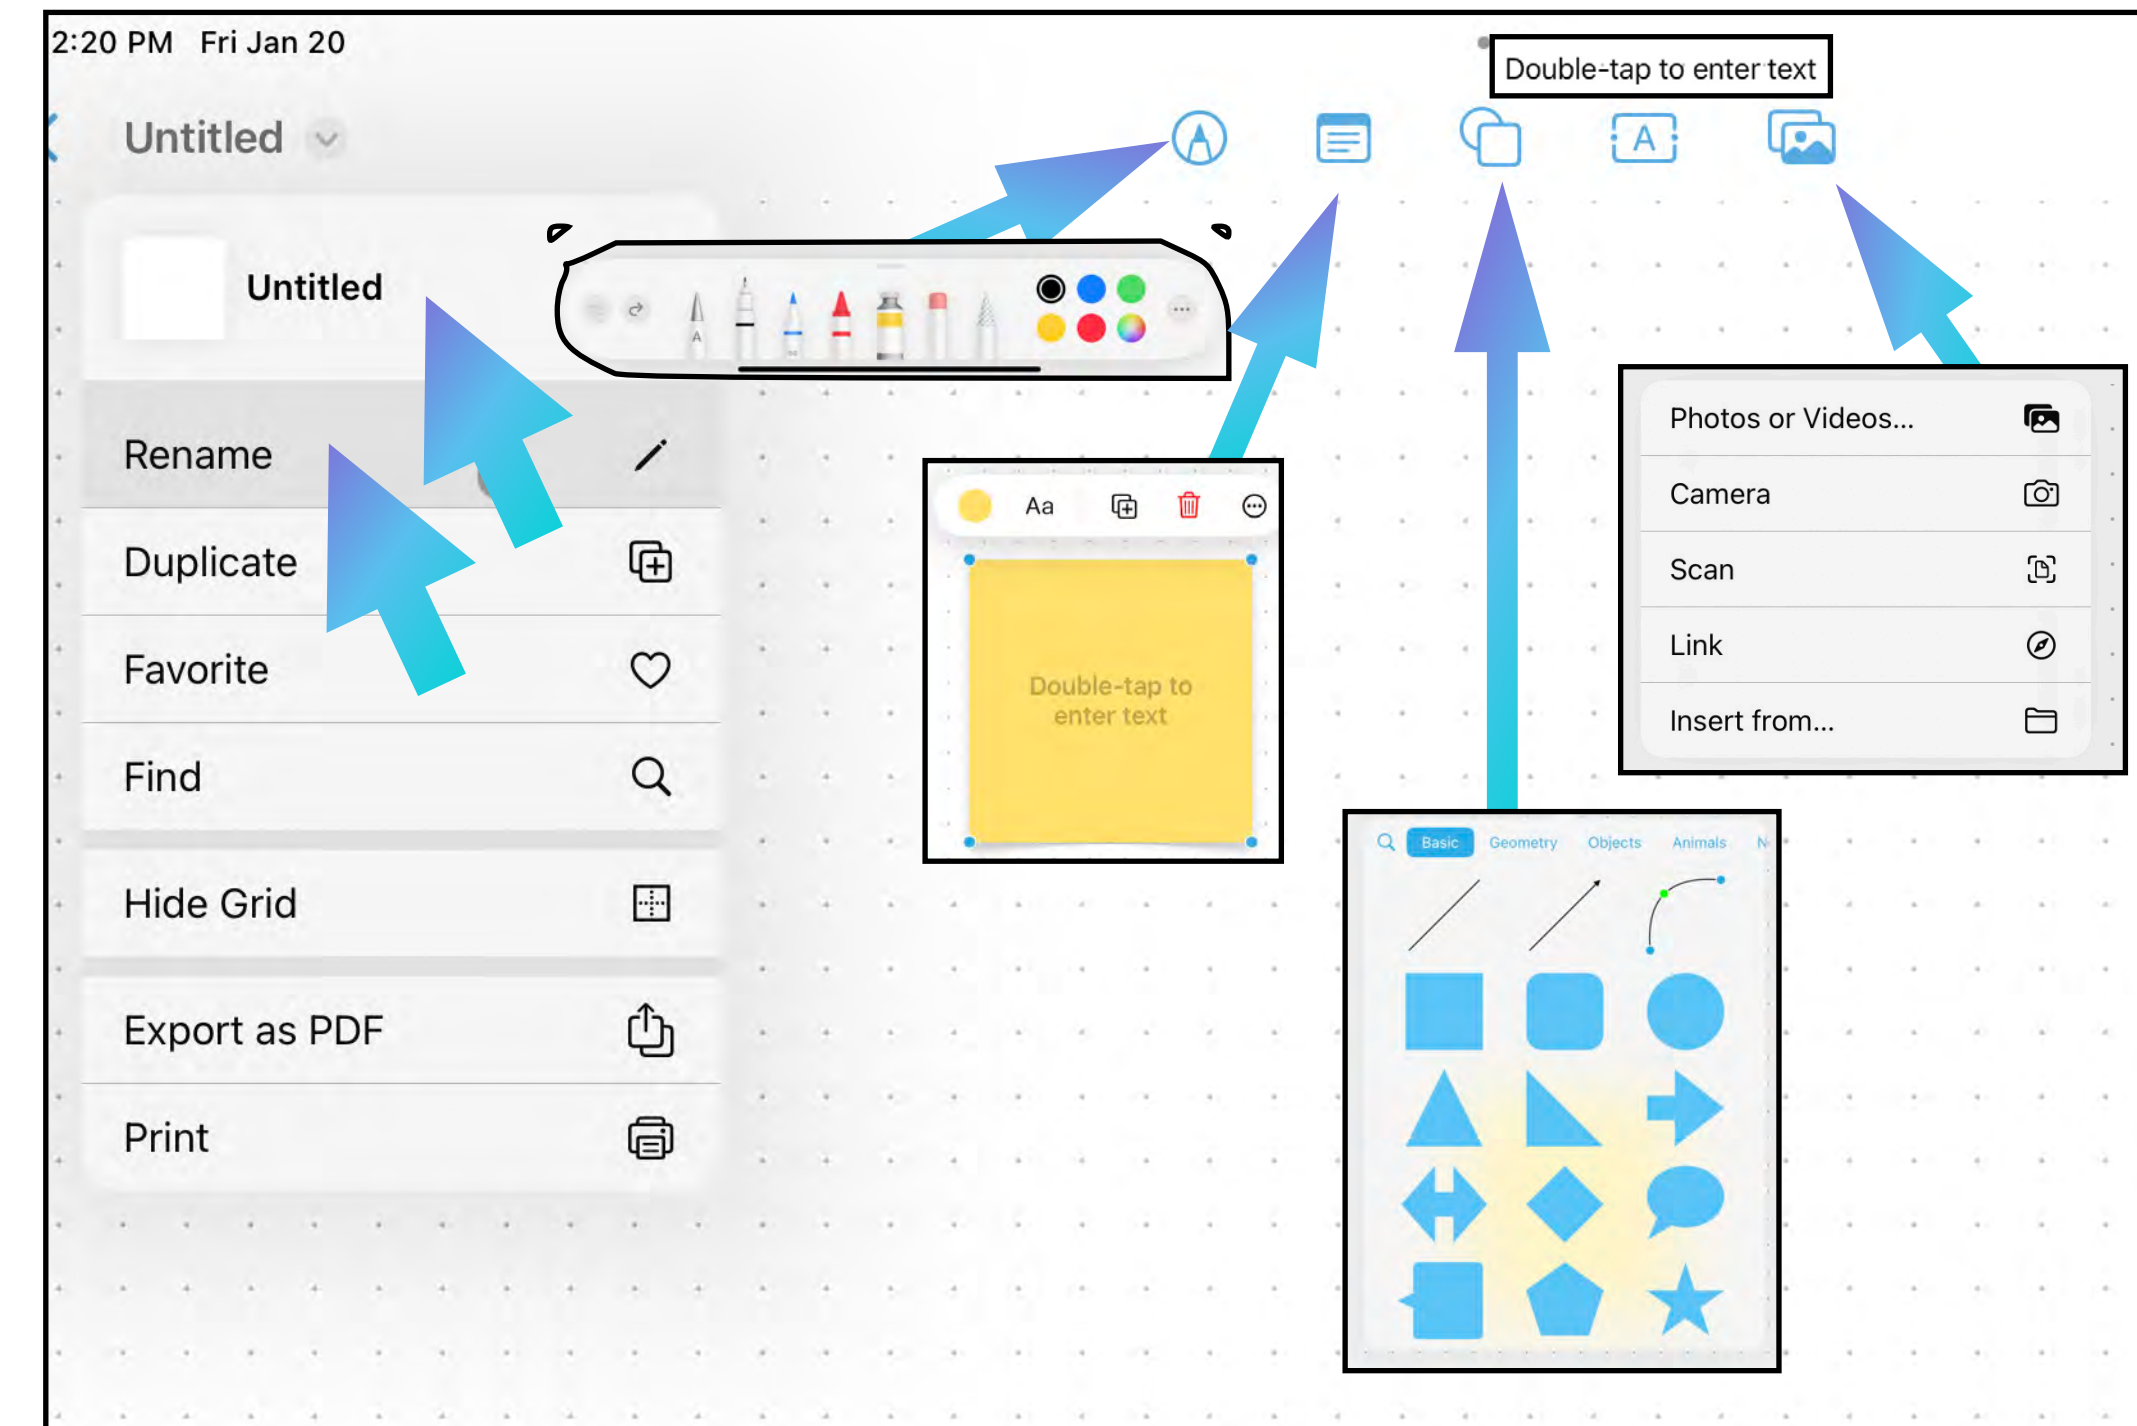 2:20 PM Fri Jan 20
Double-tap to enter text
Untitled
A
Untitled
A
Rename
Duplicate
Favorite
Find
Hide Grid
Export as PDF
Print
Aa
Double-tap to
enter text
Photos or Videos...
Camera
Scan
Link
Insert from...
Basic Geometry Objects Animals N